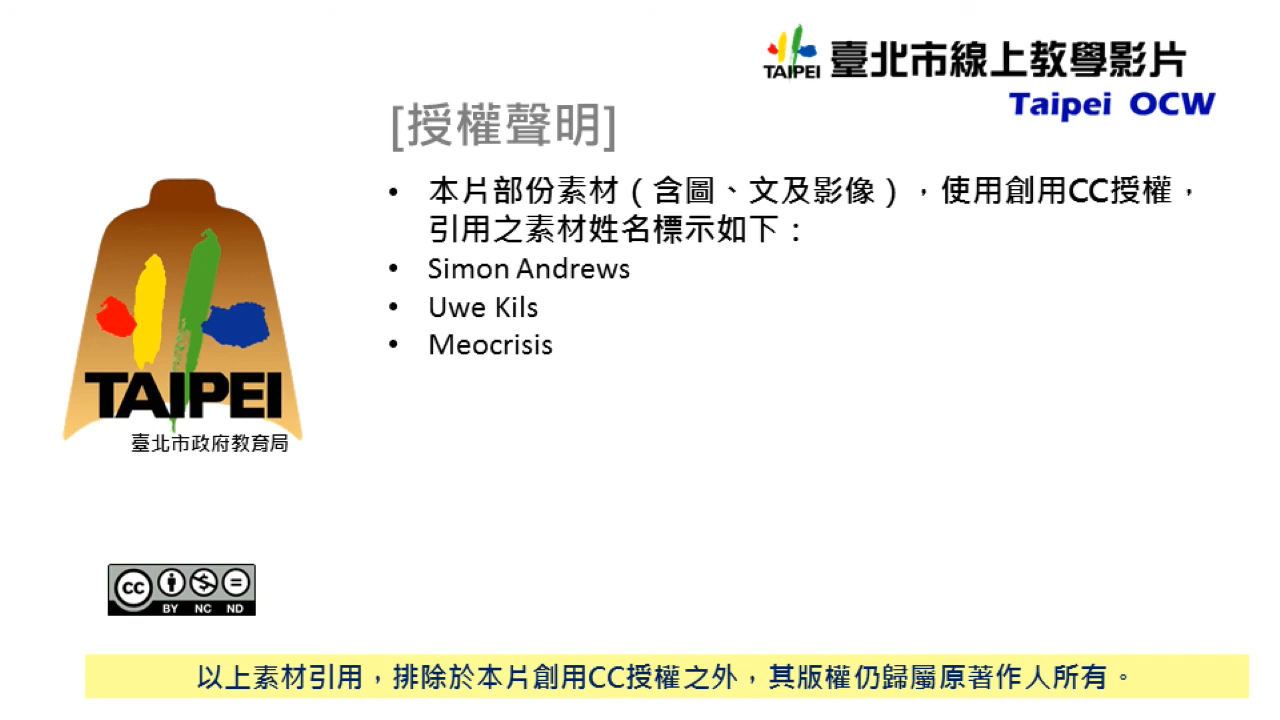 TAIPEI 臺北市線上教學影片
Taipei OCW
[授權聲明]
• 本片部份素材（含圖、文及影像），使用創用CC授權，
引用之素材姓名標示如下：
• Simon Andrews
• Uwe Kils
• Meocrisis
TAIPEI
臺北市政府教育局
cc
BY NC ND
以上素材引用，排除於本片創用CC授權之外，其版權仍歸屬原著作人所有。